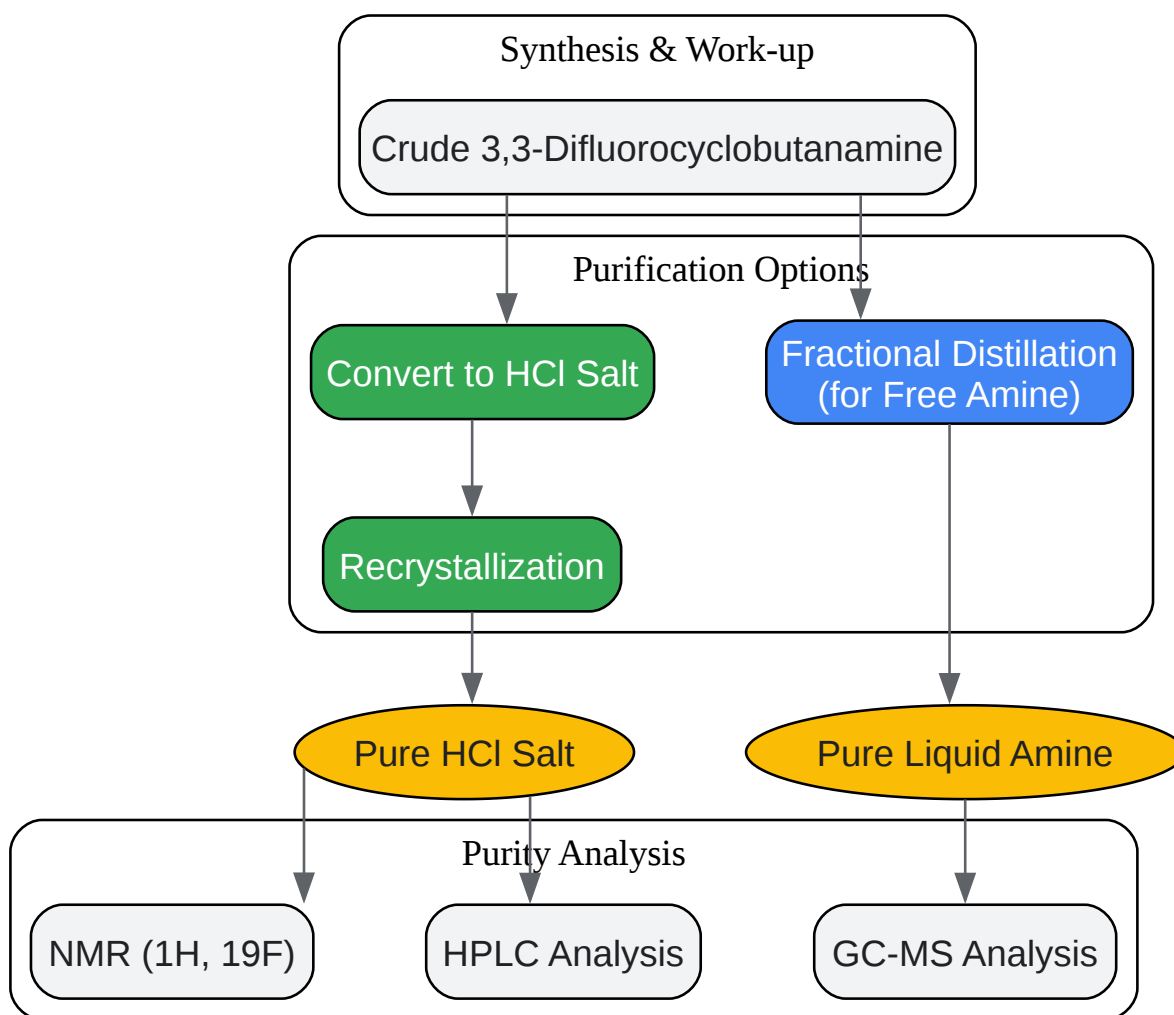 Synthesis & Work-up
Crude 3,3-Difluorocyclobutanamine
Purification Options
Convert to HCl Salt
Fractional Distillation
(for Free Amine)
Recrystallization
Pure HCl Salt
Pure Liquid Amine
Purity Analysis
NMR (1H, 19F)
HPLC Analysis
GC-MS Analysis